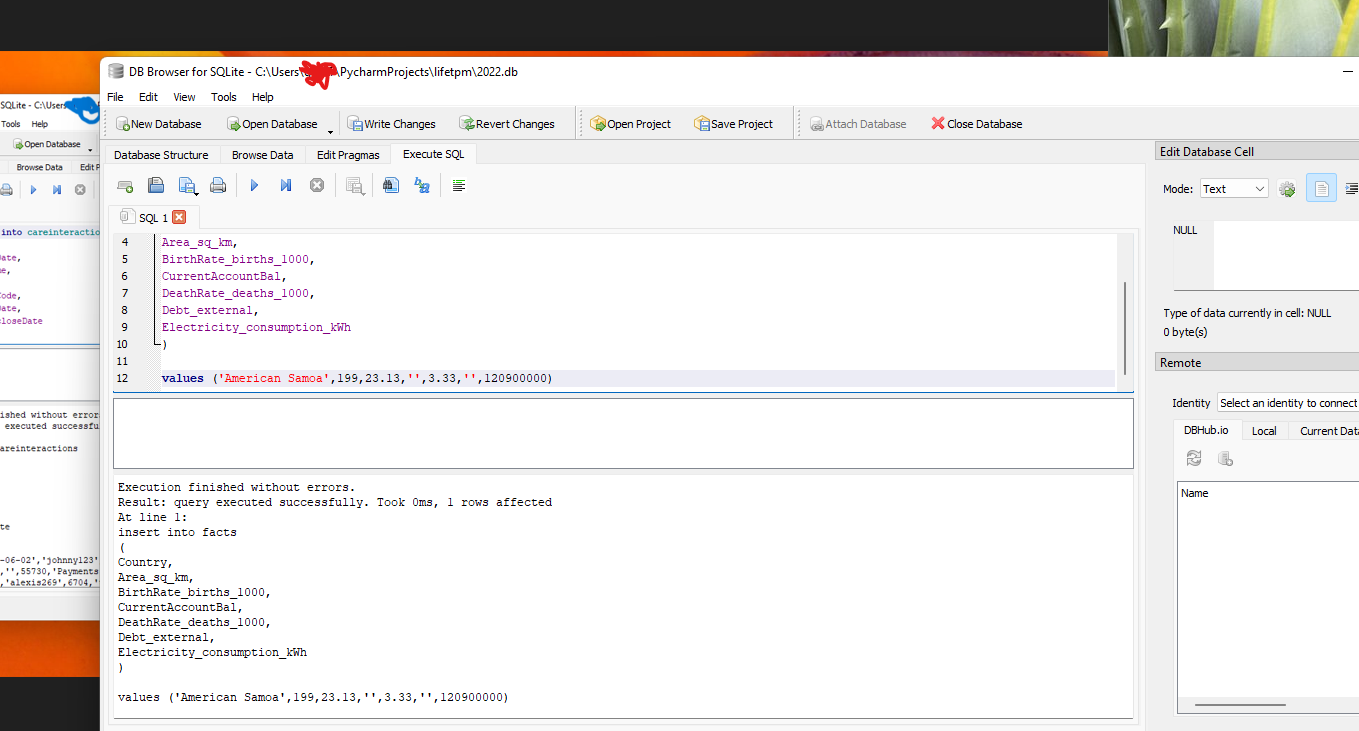 DB Browser for SQLite - C:\Users\ \PycharmProjects\lifetpm\2022.db
File Edit View Tools Help
New Database Open Database Write Changes Revert Changes Open Project Save Project Attach Database Close Database
Database Structure Browse Data Edit Pragmas Execute SQL
SQL 1
4 Area_sq_km,
5 BirthRate_births_1000,
6 CurrentAccountBal,
7 DeathRate_deaths_1000,
8 Debt_external,
9 Electricity_consumption_kWh
10 )
11
12 values ('American Samoa',199,23.13,'',3.33,'',120900000)
Execution finished without errors.
Result: query executed successfully. Took 0ms, 1 rows affected
At line 1:
insert into facts
(
Country,
Area_sq_km,
BirthRate_births_1000,
CurrentAccountBal,
DeathRate_deaths_1000,
Debt_external,
Electricity_consumption_kWh
)
values ('American Samoa',199,23.13,'',3.33,'',120900000)
Edit Database Cell
Mode: Text
NULL
Type of data currently in cell: NULL
0 byte(s)
Remote
Identity Select an identity to connect
DBHub.io Local Current Data
Name
SQLite - C:\Users
Tools Help
Open Database
Browse Data Edit P
into careinteractio
ate,
e,
ode,
ate,
closeDate
ished without error
executed successfu
areinteractions
te
-06-02','johnny123'
,'',55730,'Payments
,'alexis269',6704,'